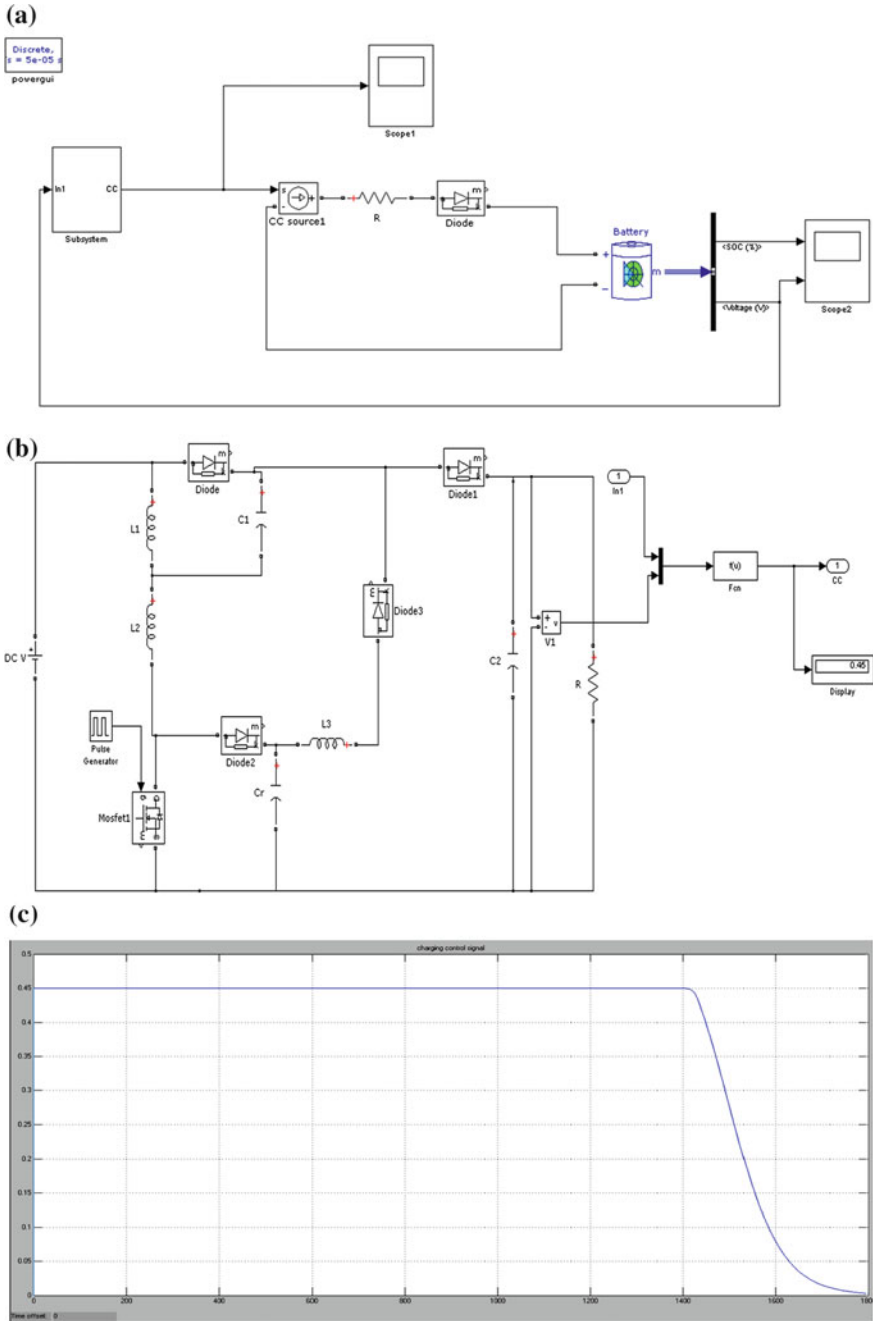 (a)
Discrete,
s = 5e-05 s
powergui
Scope1
In1
CC
Subsystem
s
+
-
CC source1
+
R
m
Diode
Battery
+
-
m
<SOC (%)>
<Voltage (V)>
Scope2
(b)
m
Diode
m
Diode1
1
In1
L1
C1
L2
m
Diode3
+
-
v
V1
f(u)
Fcn
1
CC
DC V
+
C2
R
0.45
Display
Pulse
Generator
m
Diode2
L3
Cr
Mosfet1
g
D
m
S
(c)
charging control signal
0.5
0.45
0.4
0.35
0.3
0.25
0.2
0.15
0.1
0.05
0
0 200 400 600 800 1000 1200 1400 1600 1800
Time offset: 0